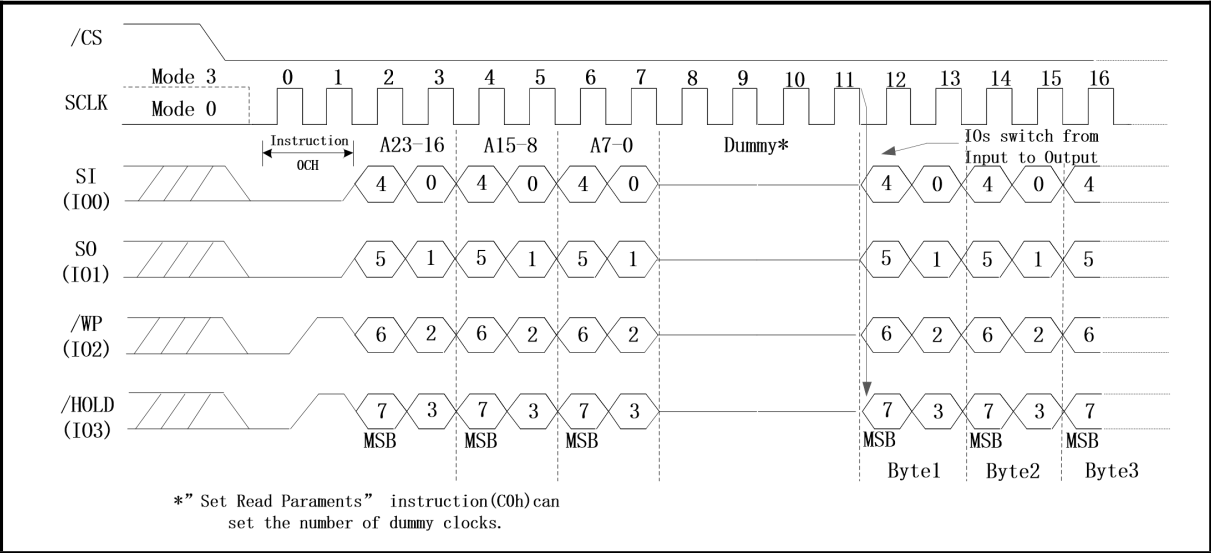 /CS
Mode 3 0 1 2 3 4 5 6 7 8 9 10 11 12 13 14 15 16
SCLK
Mode 0
Instruction A23-16 A15-8 A7-0 Dummy* IOs switch from
OCH Input to Output
SI 4 0 4 0 4 0 4 0 4 0 4
(IO0)
SO 5 1 5 1 5 1 5 1 5 1 5
(IO1)
/WP 6 2 6 2 6 2 6 2 6 2 6
(IO2)
/HOLD 7 3 7 3 7 3 7 3 7 3 7
(IO3)
MSB MSB MSB MSB MSB MSB
Byte1 Byte2 Byte3
*” Set Read Paraments” instruction(C0h)can
set the number of dummy clocks.